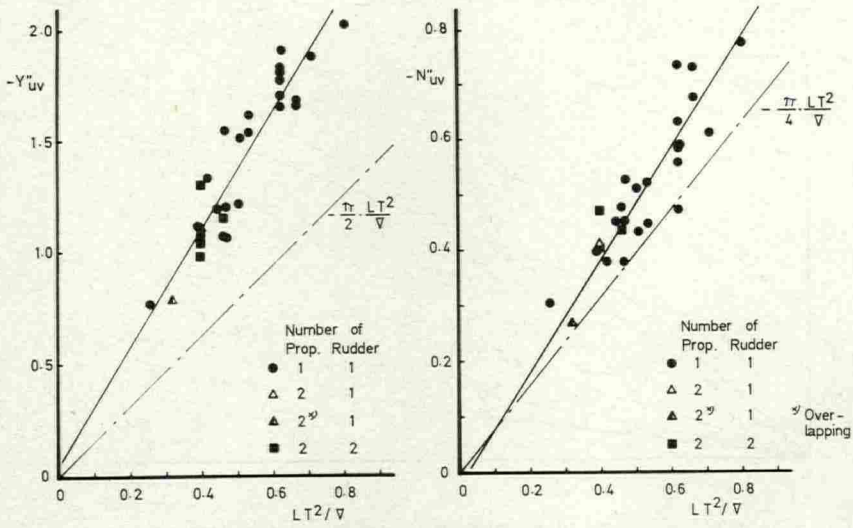 2.0
-Y"uv
1.5
1.0
0.5
0
0 0.2 0.4 0.6 0.8
LT²/∇
π/2 · LT²/∇
Number of
Prop. Rudder
● 1 1
△ 2 1
▲ 2*) 1
■ 2 2
0.8
-N"uv
0.6
0.4
0.2
0
0 0.2 0.4 0.6 0.8
LT²/∇
π/4 · LT²/∇
Number of
Prop. Rudder
● 1 1
△ 2 1
▲ 2*) 1
■ 2 2
*) Over-
lapping